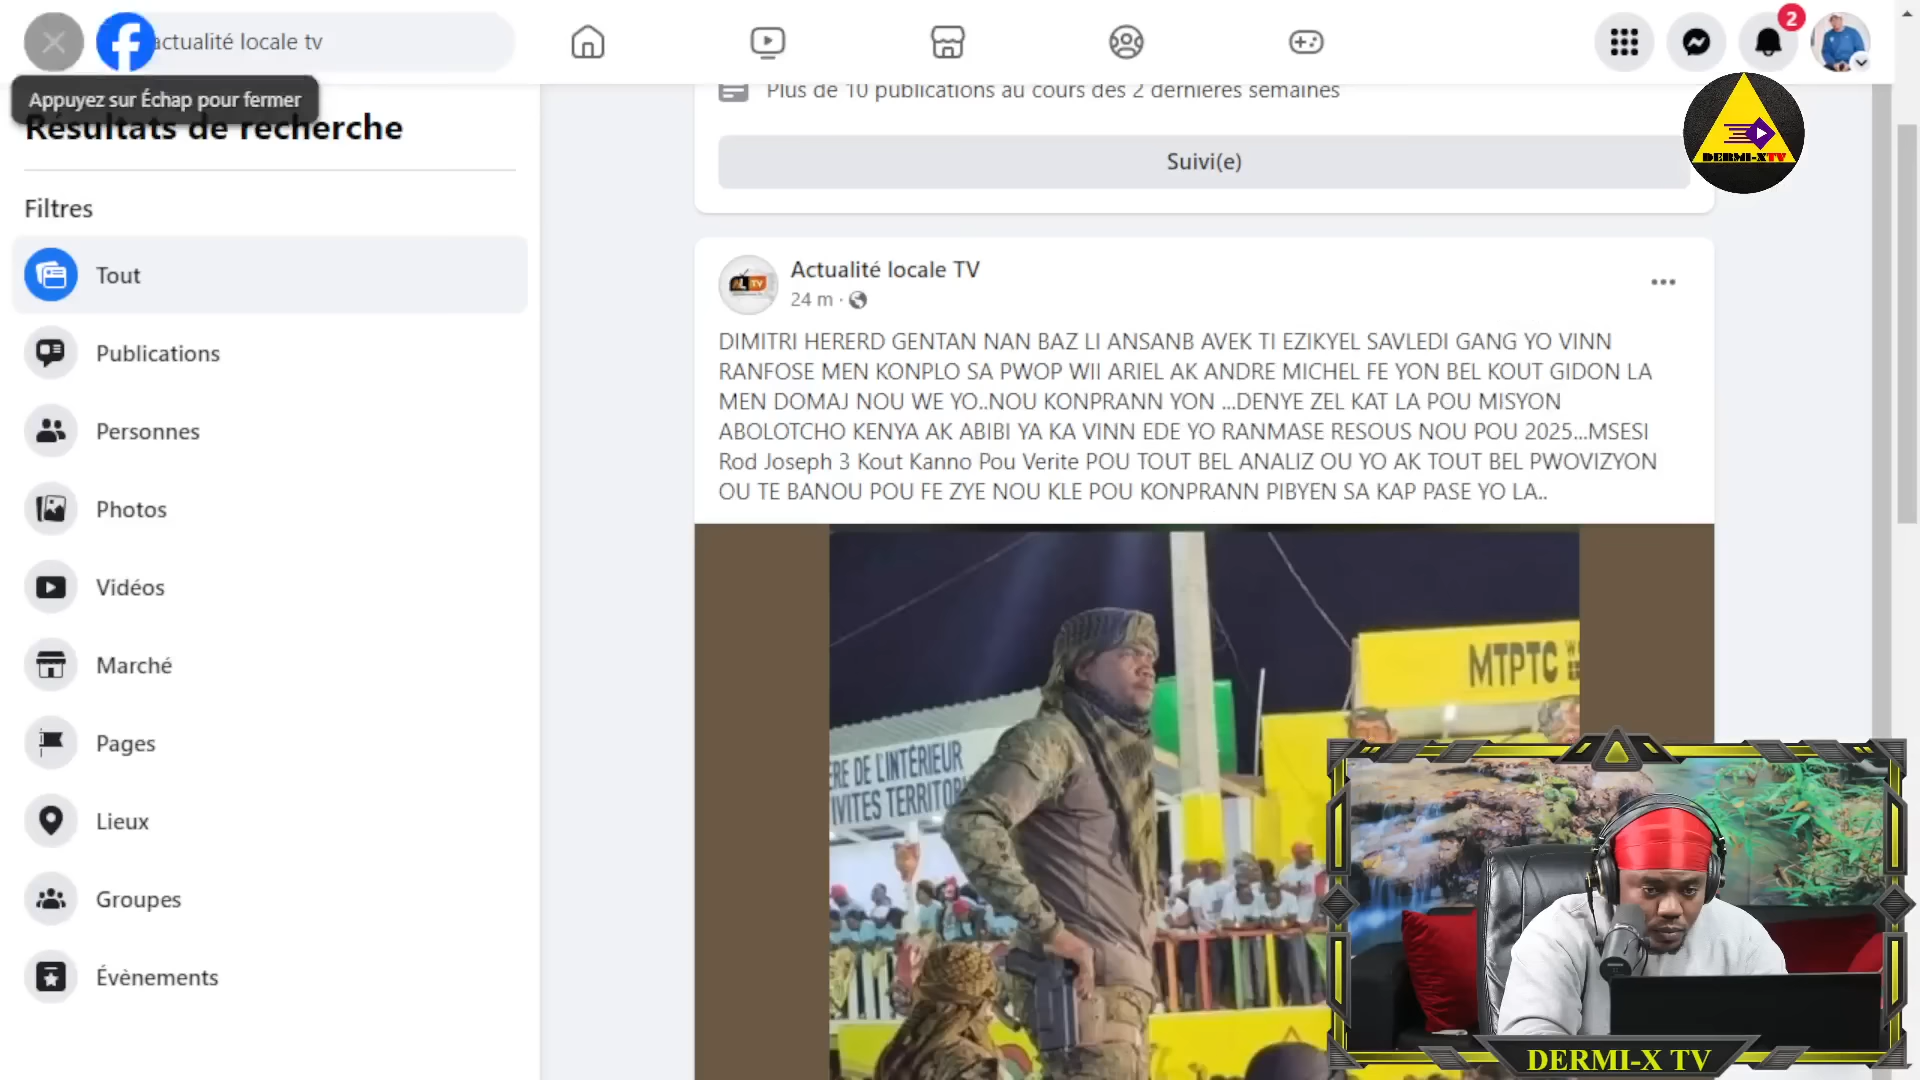 actualité locale tv
2
Appuyez sur Échap pour fermer
Résultats de recherche
Filtres
Tout
Publications
Personnes
Photos
Vidéos
Marché
Pages
Lieux
Groupes
Évènements
Plus de 10 publications au cours des 2 dernières semaines
Suivi(e)
DERMI-XTV
Actualité locale TV
24 m ·
DIMITRI HERERD GENTAN NAN BAZ LI ANSANB AVEK TI EZIKYEL SAVLEDI GANG YO VINN
RANFOSE MEN KONPLO SA PWOP WII ARIEL AK ANDRE MICHEL FE YON BEL KOUT GIDON LA
MEN DOMAJ NOU WE YO..NOU KONPRANN YON ...DENYE ZEL KAT LA POU MISYON
ABOLOTCHO KENYA AK ABIBI YA KA VINN EDE YO RANMASE RESOUS NOU POU 2025...MSESI
Rod Joseph 3 Kout Kanno Pou Verite POU TOUT BEL ANALIZ OU YO AK TOUT BEL PWOVIZYON
OU TE BANOU POU FE ZYE NOU KLE POU KONPRANN PIBYEN SA KAP PASE YO LA..
MTPTC
ÈRE DE L'INTÉRIEUR
IVITES TERRITOR
DERMI-X TV